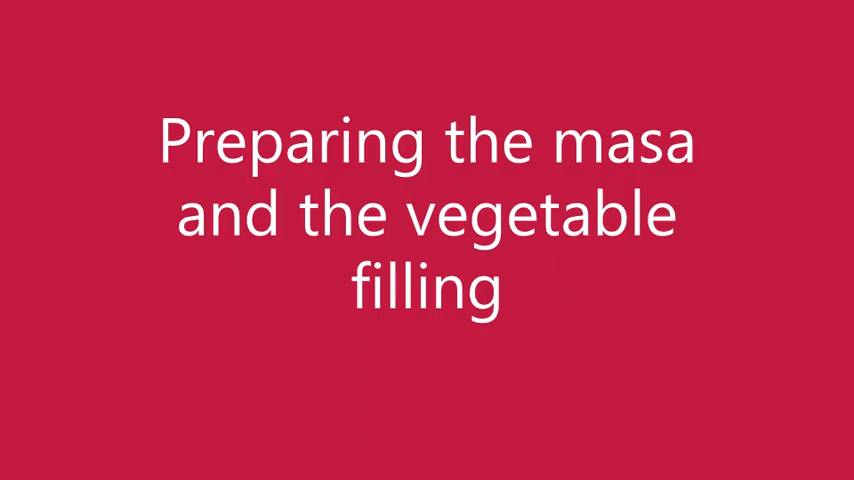 Preparing the masa
and the vegetable
filling